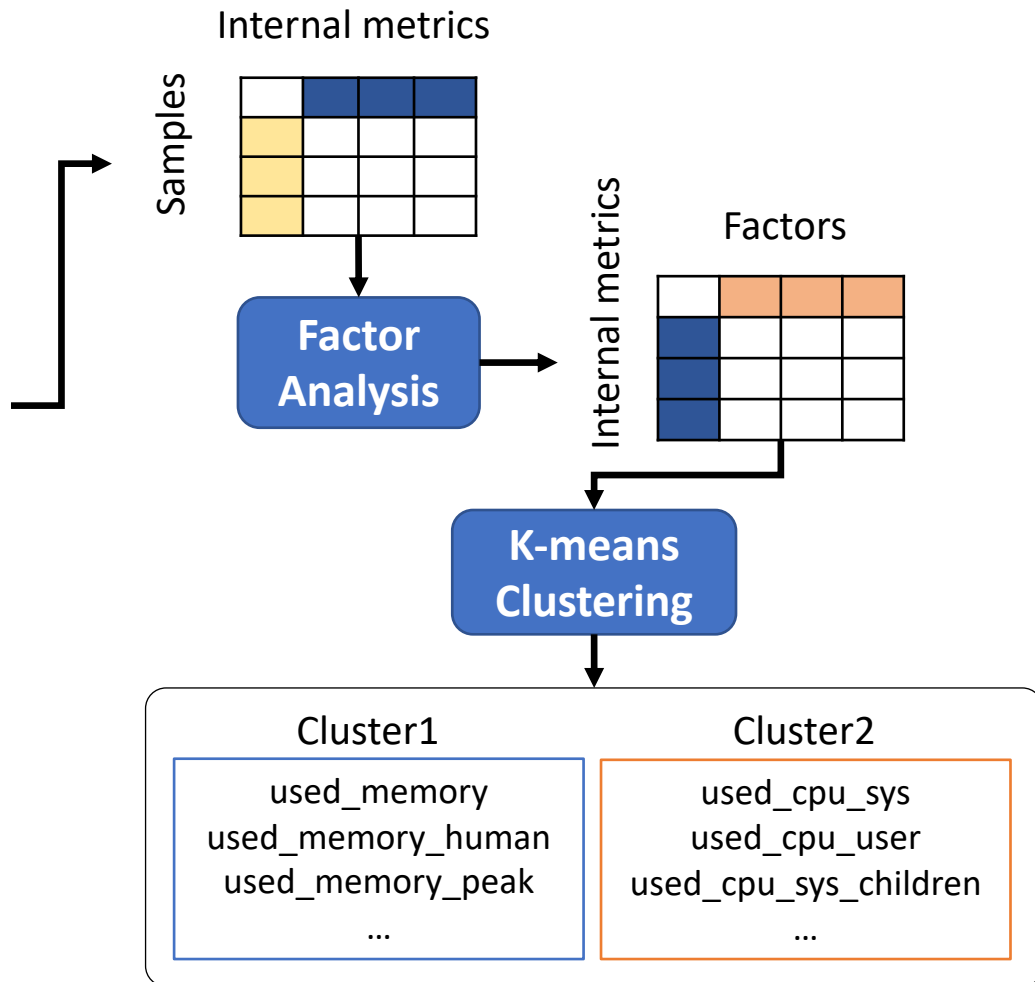 Internal metrics
Samples
Factor
Analysis
Internal metrics
Factors
K-means
Clustering
Cluster1
used_memory
used_memory_human
used_memory_peak
...
Cluster2
used_cpu_sys
used_cpu_user
used_cpu_sys_children
...